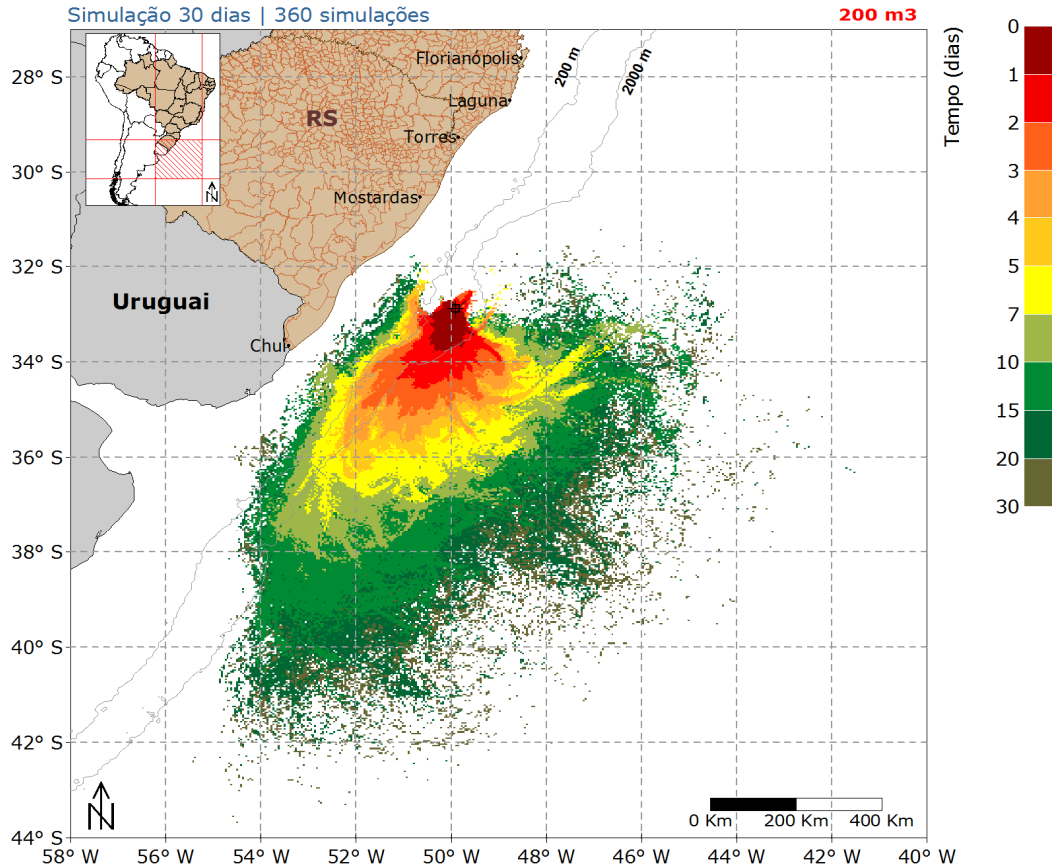 Simulação 30 dias | 360 simulações
200 m3
N
Florianópolis
Laguna
RS
Torres
Mostardas
Uruguai
Chuí
200 m
2000 m
28° S
30° S
32° S
34° S
36° S
38° S
40° S
42° S
44° S
58° W
56° W
54° W
52° W
50° W
48° W
46° W
44° W
42° W
40° W
N
0 Km
200 Km
400 Km
Tempo (dias)
0
1
2
3
4
5
7
10
15
20
30